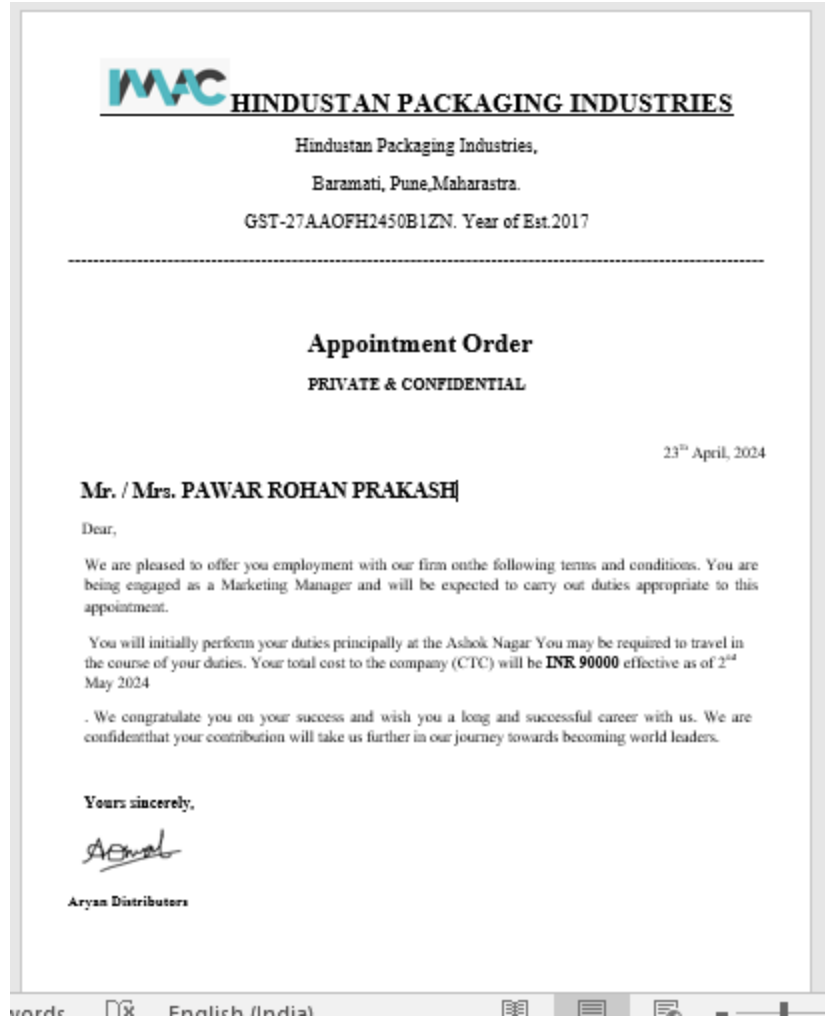 IMAC HINDUSTAN PACKAGING INDUSTRIES
Hindustan Packaging Industries,
Baramati, Pune,Maharastra.
GST-27AAOFH2450B1ZN. Year of Est.2017
Appointment Order
PRIVATE & CONFIDENTIAL
23Th April, 2024
Mr. / Mrs. PAWAR ROHAN PRAKASH
Dear,
We are pleased to offer you employment with our firm onthe following terms and conditions. You are
being engaged as a Marketing Manager and will be expected to carry out duties appropriate to this
appointment.
You will initially perform your duties principally at the Ashok Nagar You may be required to travel in
the course of your duties. Your total cost to the company (CTC) will be INR 90000 effective as of 2nd
May 2024
. We congratulate you on your success and wish you a long and successful career with us. We are
confidentthat your contribution will take us further in our journey towards becoming world leaders.
Yours sincerely,
Aryan Distributors
English (India)